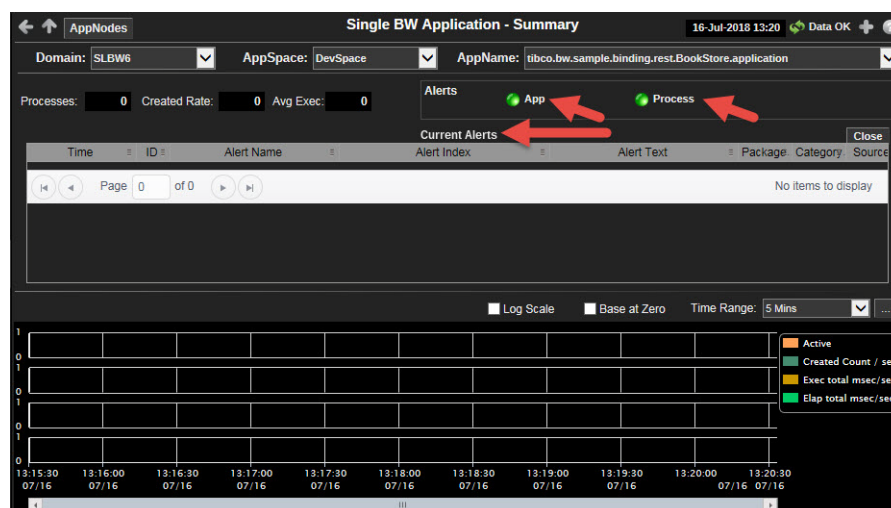 AppNodes Single BW Application - Summary 16-Jul-2018 13:20 Data OK
Domain: SLBW6 AppSpace: DevSpace AppName: tibco.bw.sample.binding.rest.BookStore.application
Processes: 0 Created Rate: 0 Avg Exec: 0 Alerts App Process
Current Alerts Close
Time ID Alert Name Alert Index Alert Text Package Category Source
Page 0 of 0 No items to display
Log Scale Base at Zero Time Range: 5 Mins ...
1
0
1
0
1
0
1
0
Active
Created Count / se
Exec total msec/se
Elap total msec/sec
13:15:30 13:16:00 13:16:30 13:17:00 13:17:30 13:18:00 13:18:30 13:19:00 13:19:30 13:20:00 13:20:30
07/16 07/16 07/16 07/16 07/16 07/16 07/16 07/16 07/16 07/16 07/16